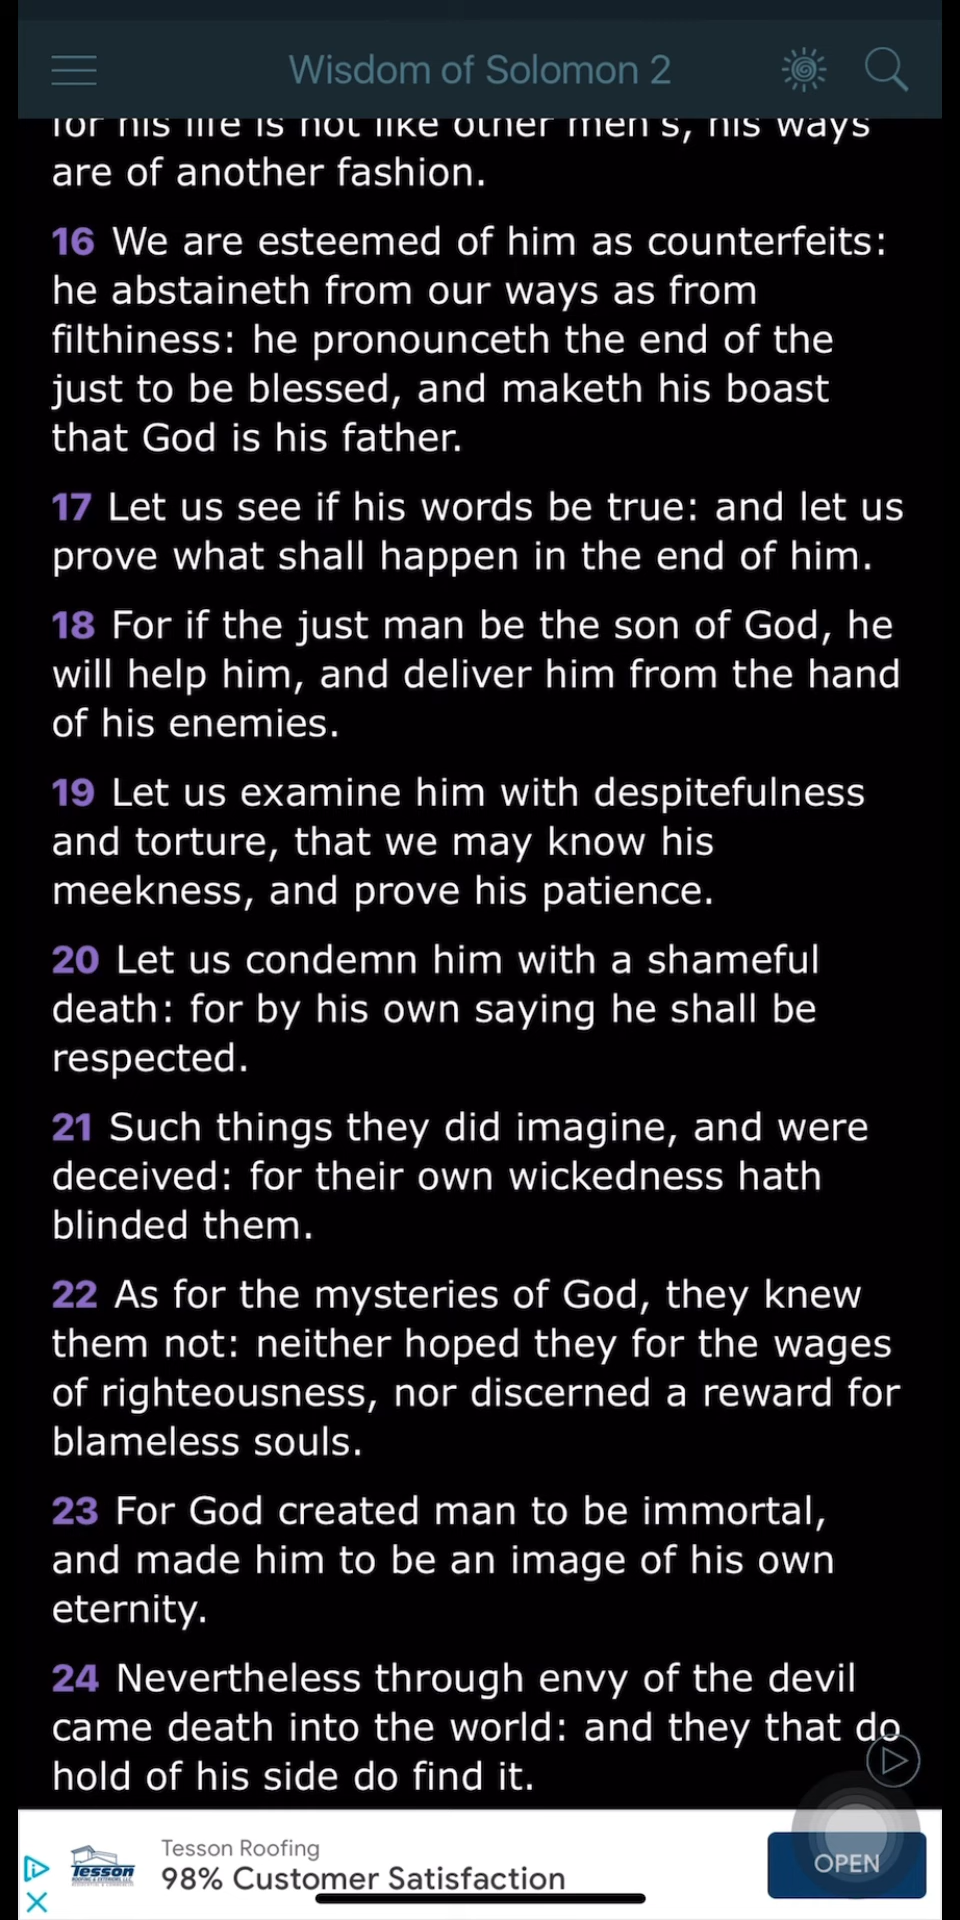 Wisdom of Solomon 2
for his life is not like other men's, his ways
are of another fashion.
16 We are esteemed of him as counterfeits:
he abstaineth from our ways as from
filthiness: he pronounceth the end of the
just to be blessed, and maketh his boast
that God is his father.
17 Let us see if his words be true: and let us
prove what shall happen in the end of him.
18 For if the just man be the son of God, he
will help him, and deliver him from the hand
of his enemies.
19 Let us examine him with despitefulness
and torture, that we may know his
meekness, and prove his patience.
20 Let us condemn him with a shameful
death: for by his own saying he shall be
respected.
21 Such things they did imagine, and were
deceived: for their own wickedness hath
blinded them.
22 As for the mysteries of God, they knew
them not: neither hoped they for the wages
of righteousness, nor discerned a reward for
blameless souls.
23 For God created man to be immortal,
and made him to be an image of his own
eternity.
24 Nevertheless through envy of the devil
came death into the world: and they that do
hold of his side do find it.
Tesson Roofing
98% Customer Satisfaction
Tesson
OPEN